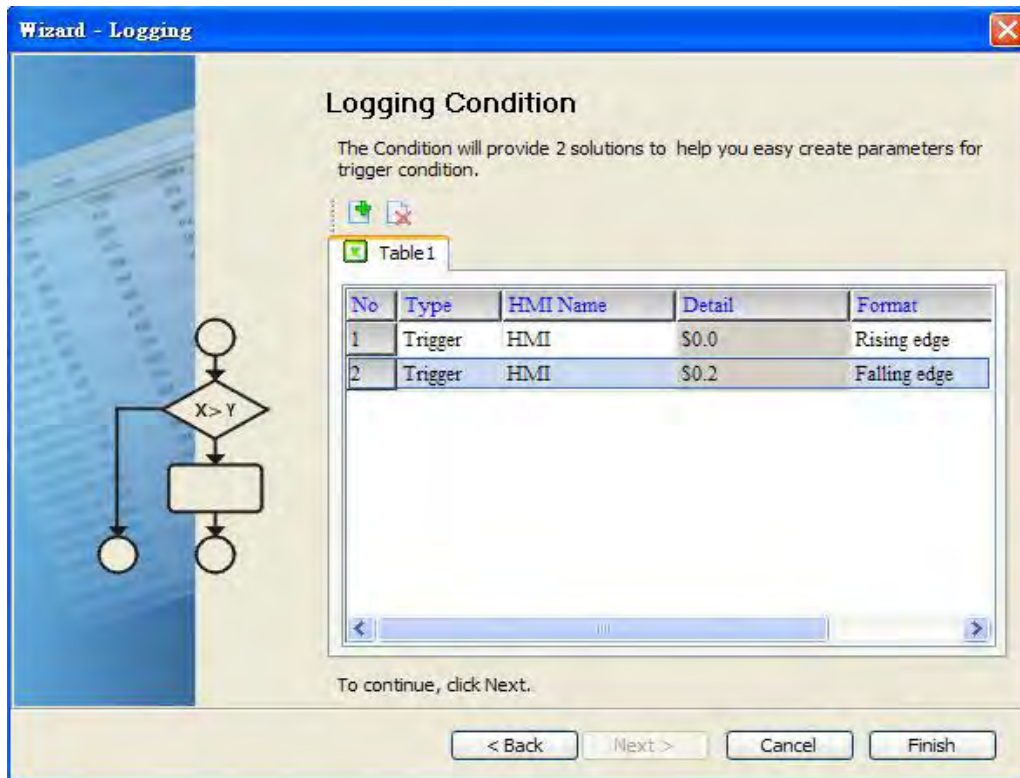 Wizard - Logging
Logging Condition
The Condition will provide 2 solutions to help you easy create parameters for
trigger condition.
Table1
No Type HMI Name Detail Format
1 Trigger HMI $0.0 Rising edge
2 Trigger HMI $0.2 Falling edge
X> Y
To continue, click Next.
< Back Next > Cancel Finish